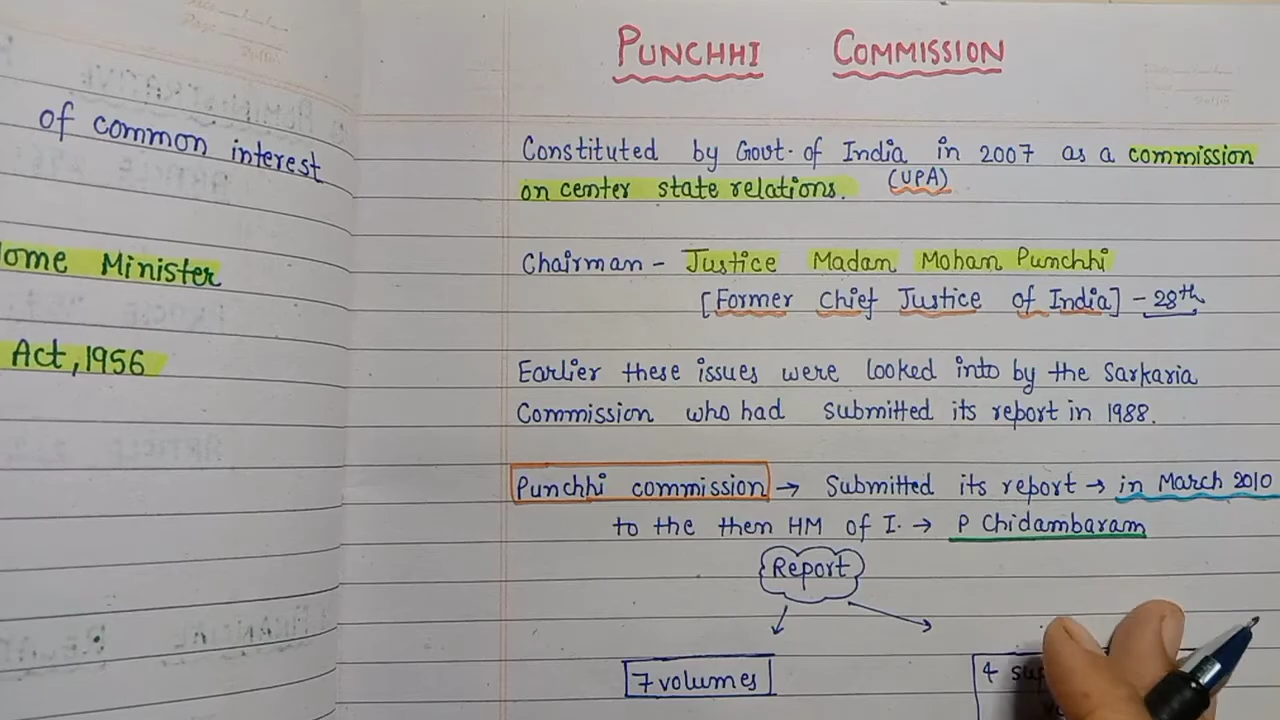 of common interest
Home Minister
Act, 1956
PUNCHHI COMMISSION
Constituted by Govt. of India in 2007 as a commission
on center state relations. (UPA)
Chairman - Justice Madan Mohan Punchhi
[Former Chief Justice of India] - 28th
Earlier these issues were looked into by the Sarkaria
Commission who had submitted its report in 1988.
Punchhi commission → Submitted its report → in March 2010
to the then HM of I. → P Chidambaram
Report
7 volumes
4